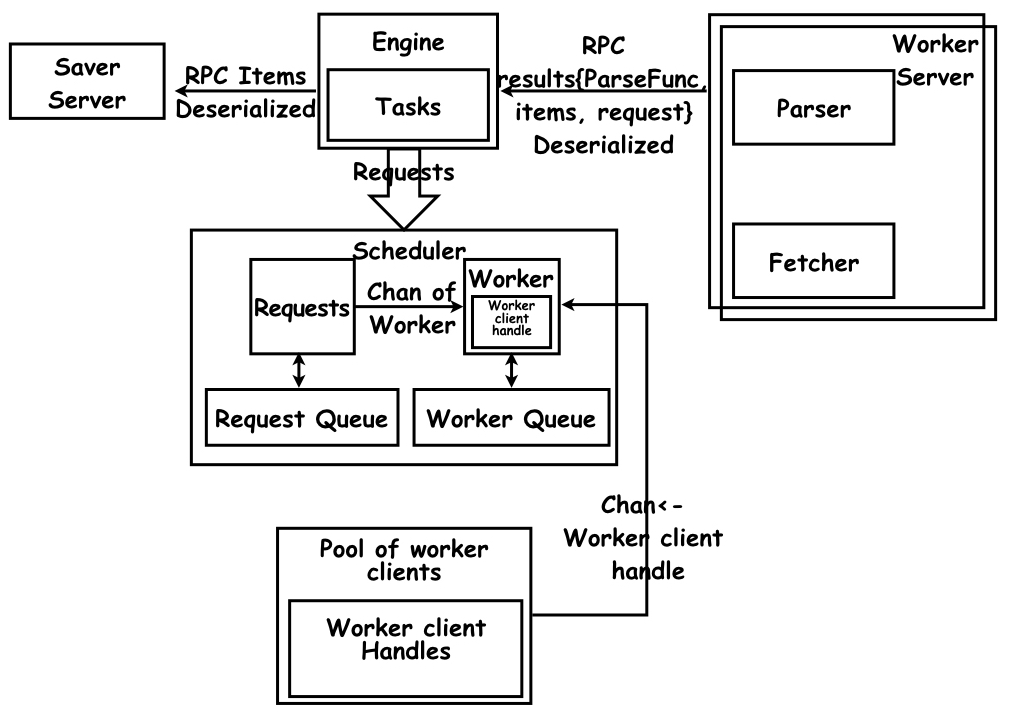 Saver
Server
RPC Items
Deserialized
Engine
Tasks
RPC
results{ParseFunc,
items, request}
Deserialized
Worker
Server
Parser
Fetcher
Requests
Scheduler
Requests
Chan of
Worker
Worker
Worker
client
handle
Request Queue
Worker Queue
Chan<-
Worker client
handle
Pool of worker
clients
Worker client
Handles